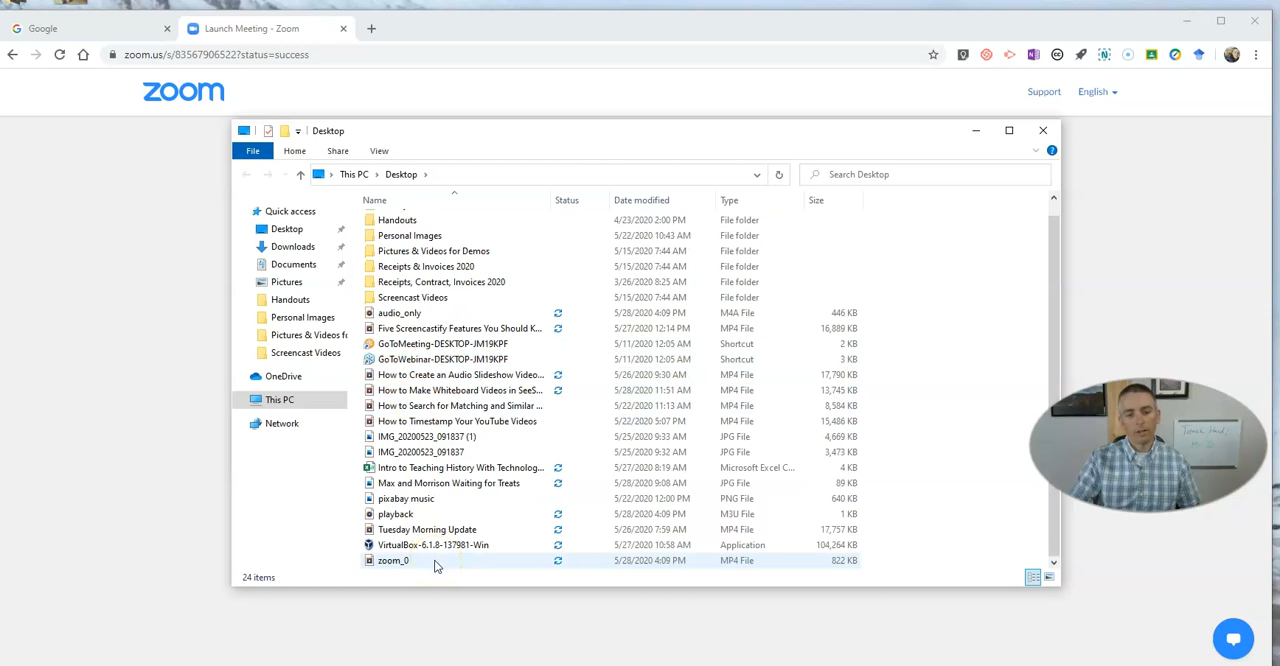 Google
Launch Meeting - Zoom
zoom.us/s/83567906522?status=success
zoom
Support
English
Desktop
File
Home
Share
View
This PC
Desktop
Search Desktop
Name
Status
Date modified
Type
Size
Quick access
Desktop
Downloads
Documents
Pictures
Handouts
Personal Images
Pictures & Videos f
Screencast Videos
OneDrive
This PC
Network
Handouts 4/23/2020 2:00 PM File folder
Personal Images 5/22/2020 10:43 AM File folder
Pictures & Videos for Demos 5/15/2020 7:44 AM File folder
Receipts & Invoices 2020 5/15/2020 7:44 AM File folder
Receipts, Contract, Invoices 2020 3/26/2020 8:25 AM File folder
Screencast Videos 5/15/2020 7:44 AM File folder
audio_only 5/28/2020 4:09 PM M4A File 446 KB
Five Screencastify Features You Should K... 5/27/2020 12:14 PM MP4 File 16,889 KB
GoToMeeting-DESKTOP-JM19KPF 5/11/2020 12:05 AM Shortcut 2 KB
GoToWebinar-DESKTOP-JM19KPF 5/11/2020 12:05 AM Shortcut 3 KB
How to Create an Audio Slideshow Video... 5/26/2020 9:30 AM MP4 File 17,790 KB
How to Make Whiteboard Videos in SeeS... 5/28/2020 11:51 AM MP4 File 13,745 KB
How to Search for Matching and Similar ... 5/22/2020 11:13 AM MP4 File 8,584 KB
How to Timestamp Your YouTube Videos 5/22/2020 5:07 PM MP4 File 15,486 KB
IMG_20200523_091837 (1) 5/25/2020 9:33 AM JPG File 4,669 KB
IMG_20200523_091837 5/25/2020 9:32 AM JPG File 3,473 KB
Intro to Teaching History With Technolog... 5/27/2020 8:19 AM Microsoft Excel C... 4 KB
Max and Morrison Waiting for Treats 5/28/2020 9:08 AM JPG File 89 KB
pixabay music 5/22/2020 12:00 PM PNG File 640 KB
playback 5/28/2020 4:09 PM M3U File 1 KB
Tuesday Morning Update 5/26/2020 7:59 AM MP4 File 17,757 KB
VirtualBox-6.1.8-137981-Win 5/27/2020 10:58 AM Application 104,264 KB
zoom_0 5/28/2020 4:09 PM MP4 File 822 KB
24 items